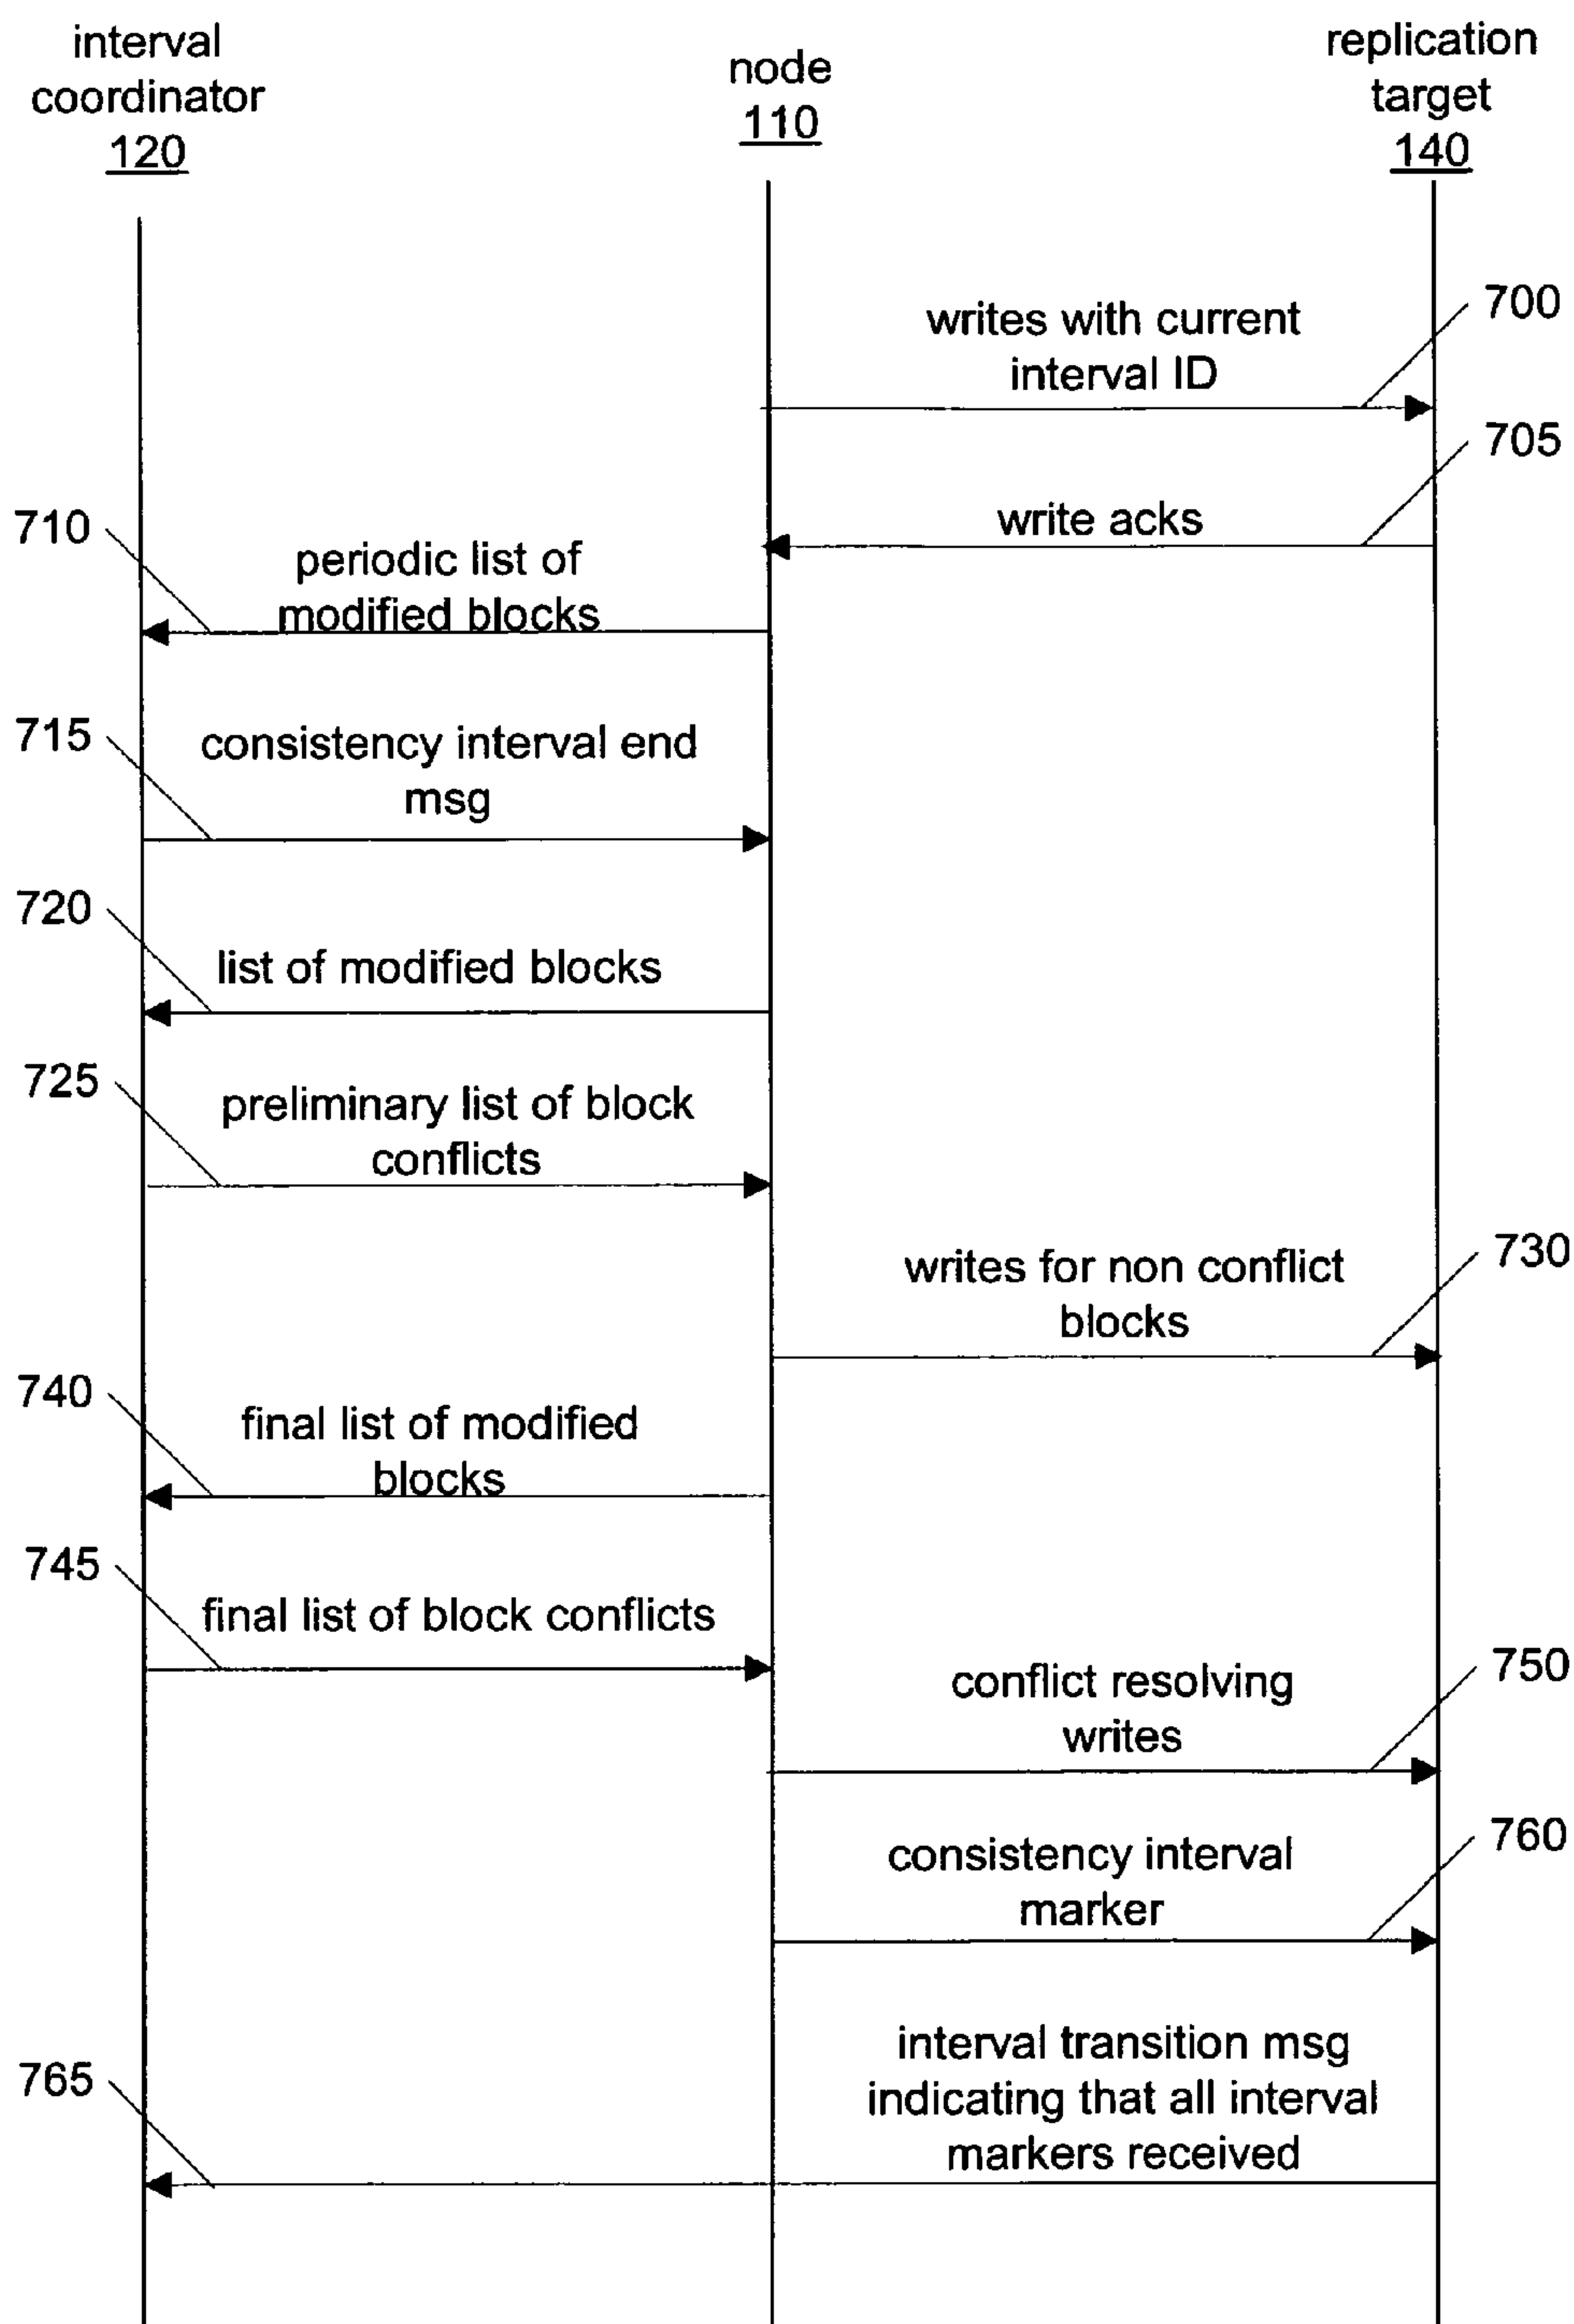 interval
coordinator
120
node
110
replication
target
140
writes with current
interval ID
700
write acks
705
710
periodic list of
modified blocks
715
consistency interval end
msg
720
list of modified blocks
725
preliminary list of block
conflicts
writes for non conflict
blocks
730
740
final list of modified
blocks
745
final list of block conflicts
conflict resolving
writes
750
consistency interval
marker
760
interval transition msg
indicating that all interval
markers received
765